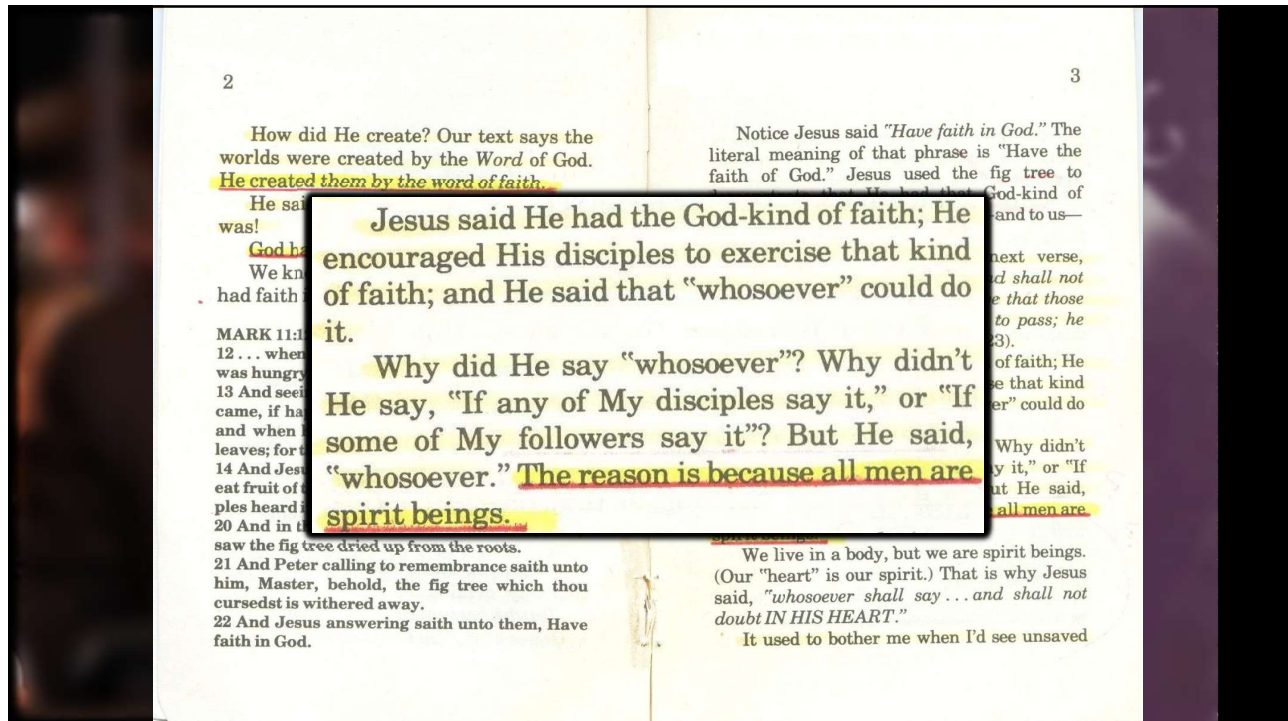 2
How did He create? Our text says the
worlds were created by the Word of God.
He created them by the word of faith.
He sai
was!
God ha
We kn
had faith
MARK 11:1
12 . . . when
was hungry
13 And seei
came, if ha
and when
leaves; for t
14 And Jes
eat fruit of t
ples heard i
20 And in t
saw the fig tree dried up from the roots.
21 And Peter calling to remembrance saith unto
him, Master, behold, the fig tree which thou
cursedst is withered away.
22 And Jesus answering saith unto them, Have
faith in God.
Jesus said He had the God-kind of faith; He
encouraged His disciples to exercise that kind
of faith; and He said that "whosoever" could do
it.
Why did He say "whosoever"? Why didn't
He say, "If any of My disciples say it," or "If
some of My followers say it"? But He said,
"whosoever." The reason is because all men are
spirit beings.
3
Notice Jesus said "Have faith in God." The
literal meaning of that phrase is "Have the
faith of God." Jesus used the fig tree to
God-kind of
and to us—
next verse,
d shall not
e that those
to pass; he
23).
of faith; He
e that kind
er" could do
Why didn't
y it," or "If
ut He said,
all men are
We live in a body, but we are spirit beings.
(Our "heart" is our spirit.) That is why Jesus
said, "whosoever shall say . . . and shall not
doubt IN HIS HEART."
It used to bother me when I'd see unsaved